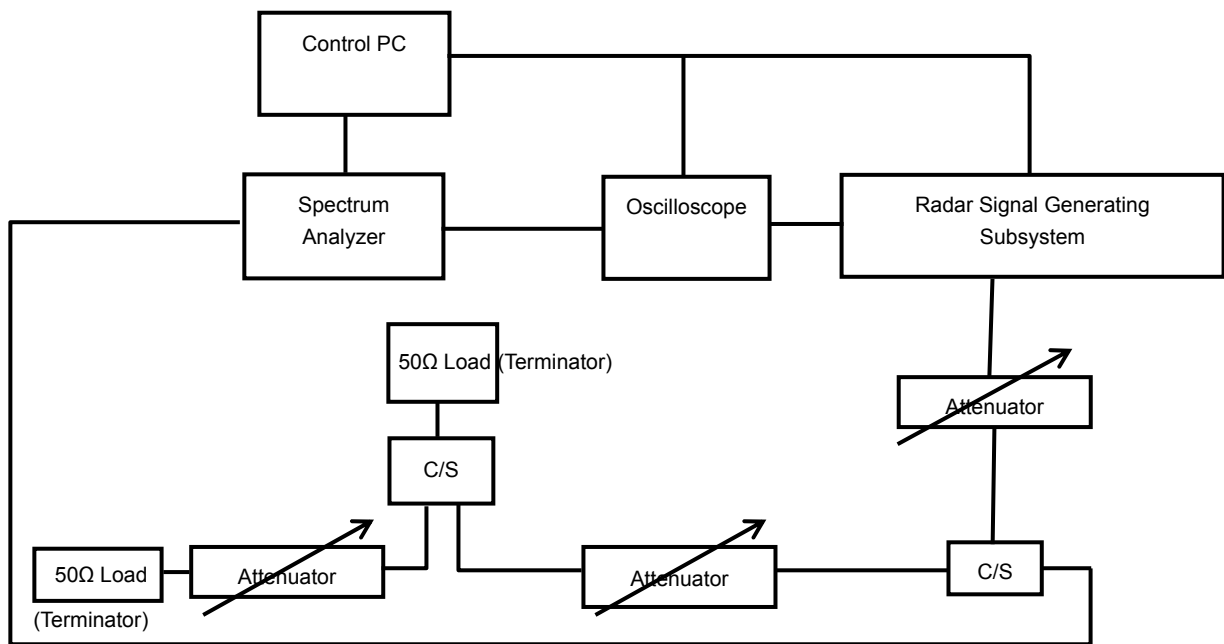 Control PC
Spectrum
Analyzer
Oscilloscope
Radar Signal Generating
Subsystem
50Ω Load (Terminator)
Attenuator
C/S
50Ω Load
(Terminator)
Attenuator
Attenuator
C/S